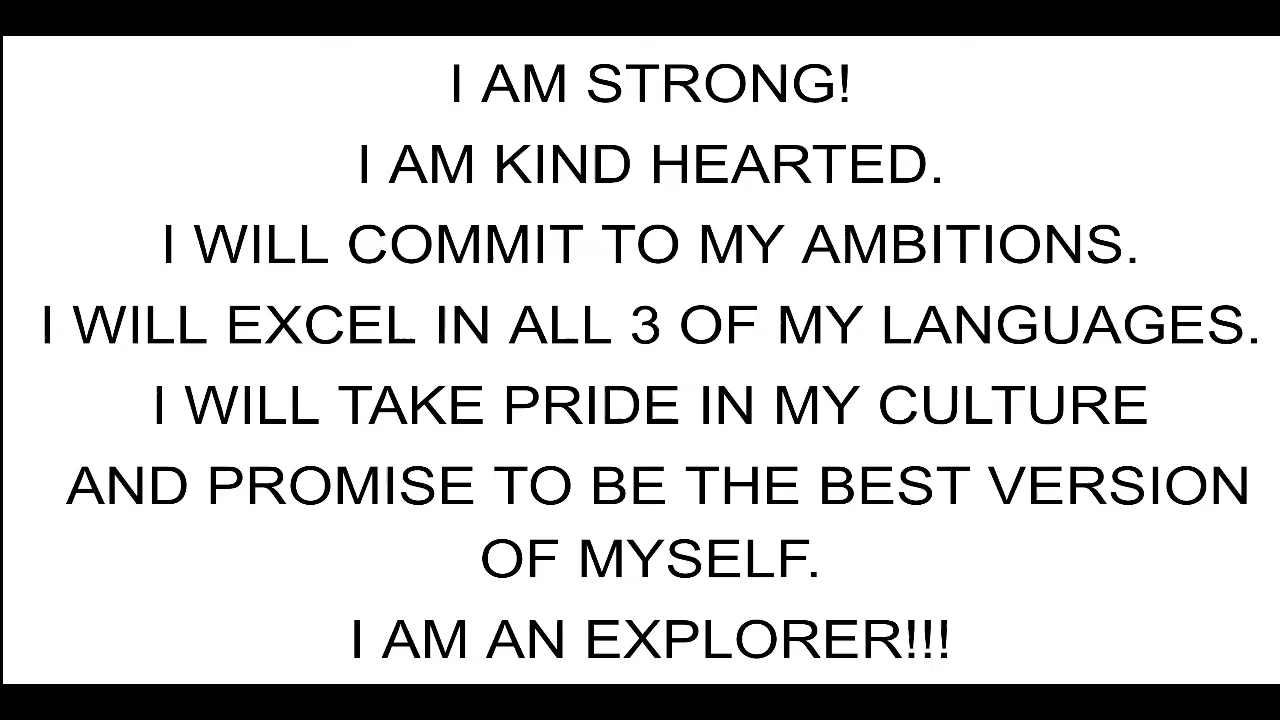 I AM STRONG!
I AM KIND HEARTED.
I WILL COMMIT TO MY AMBITIONS.
I WILL EXCEL IN ALL 3 OF MY LANGUAGES.
I WILL TAKE PRIDE IN MY CULTURE
AND PROMISE TO BE THE BEST VERSION
OF MYSELF.
I AM AN EXPLORER!!!